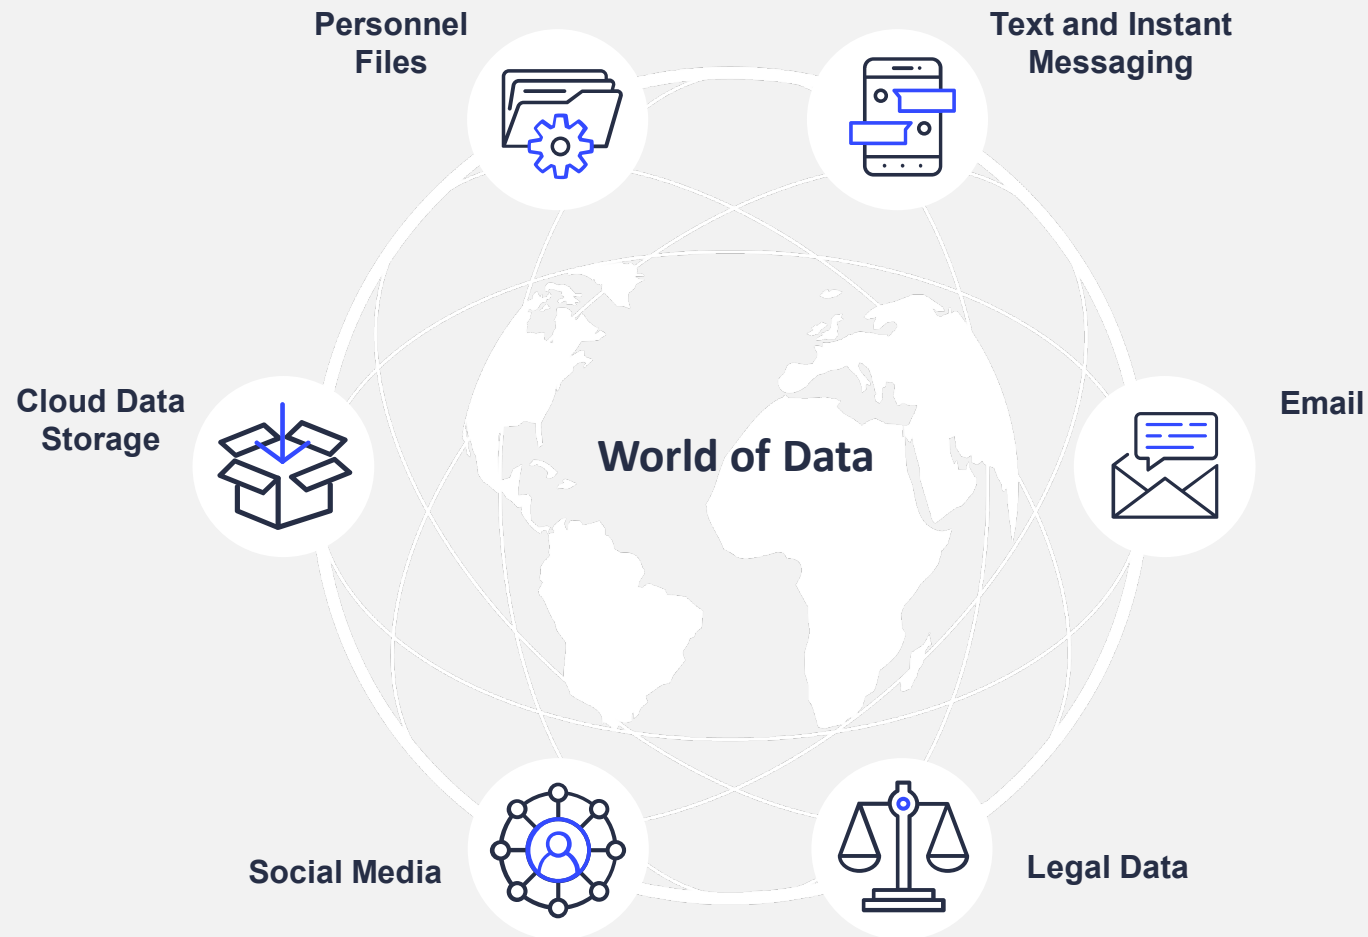 Personnel
Files
Text and Instant
Messaging
Cloud Data
Storage
Email
World of Data
Social Media
Legal Data